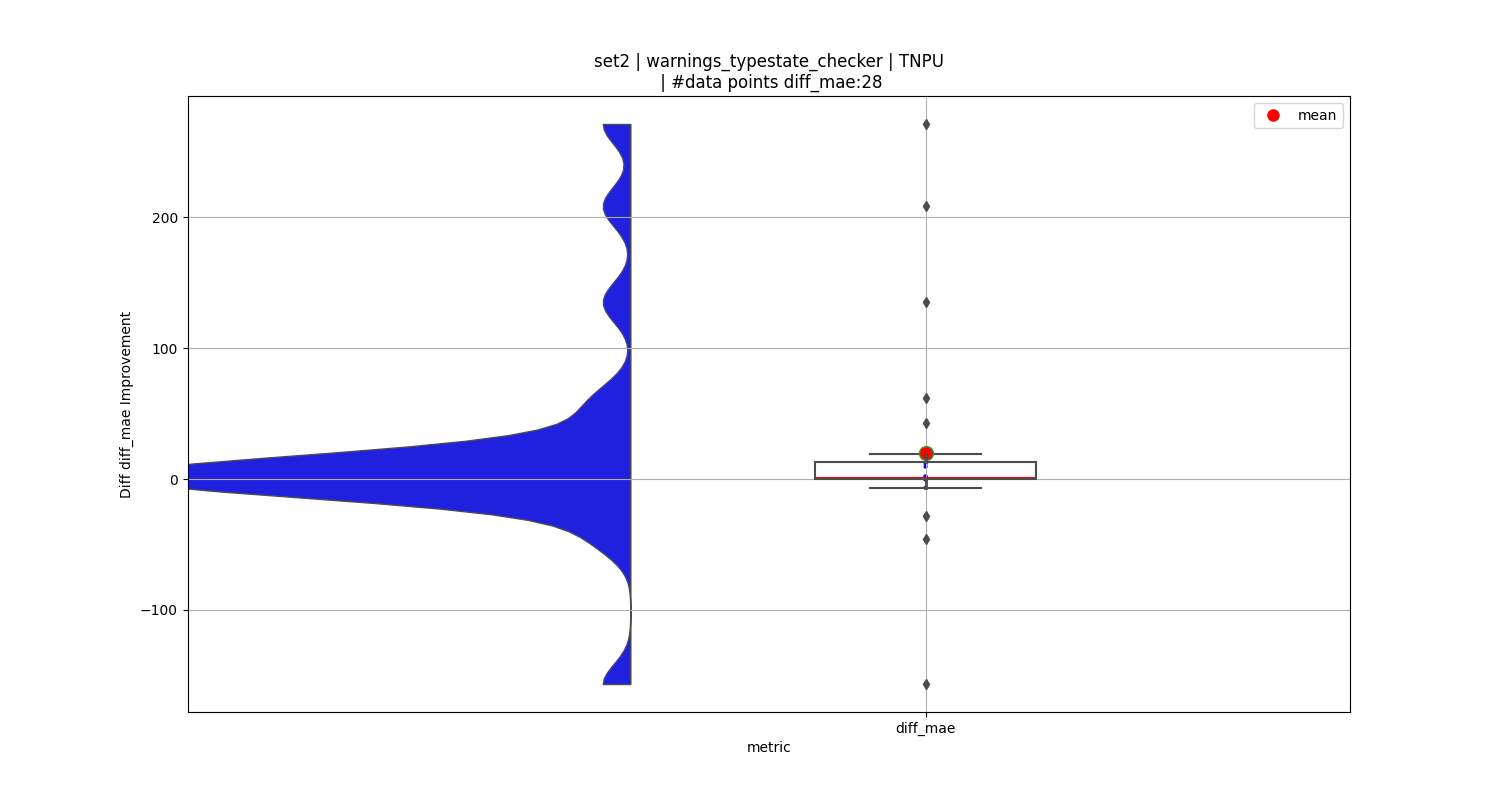 set2 | warnings_typestate_checker | TNPU
| #data points diff_mae:28
mean
200
100
0
−100
Diff diff_mae Improvement
diff_mae
metric